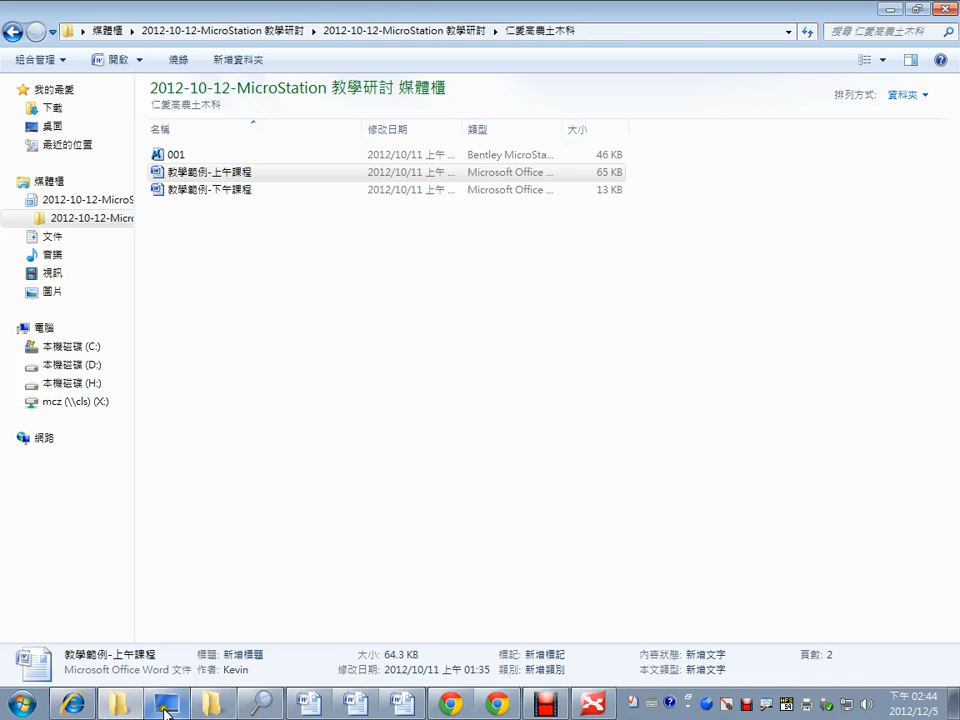 媒體櫃 ▸ 2012-10-12-MicroStation 教學研討 ▸ 2012-10-12-MicroStation 教學研討 ▸ 仁愛高農土木科
搜尋 仁愛高農土木科
組合管理 開啟 燒錄 新增資料夾
我的最愛
下載
桌面
最近的位置
媒體櫃
2012-10-12-MicroS
2012-10-12-Micro
文件
音樂
視訊
圖片
電腦
本機磁碟 (C:)
本機磁碟 (D:)
本機磁碟 (H:)
mcz (\\cls) (X:)
網路
2012-10-12-MicroStation 教學研討 媒體櫃
仁愛高農土木科
排列方式: 資料夾
名稱 修改日期 類型 大小
001 2012/10/11 上午 ... Bentley MicroSta... 46 KB
教學範例-上午課程 2012/10/11 上午 ... Microsoft Office ... 65 KB
教學範例-下午課程 2012/10/11 上午 ... Microsoft Office ... 13 KB
教學範例-上午課程 標題: 新增標題 大小: 64.3 KB 標記: 新增標記 內容狀態: 新增文字 頁數: 2
Microsoft Office Word 文件 作者: Kevin 修改日期: 2012/10/11 上午 01:35 類別: 新增類別 本文類型: 新增文字
下午 02:44
2012/12/5